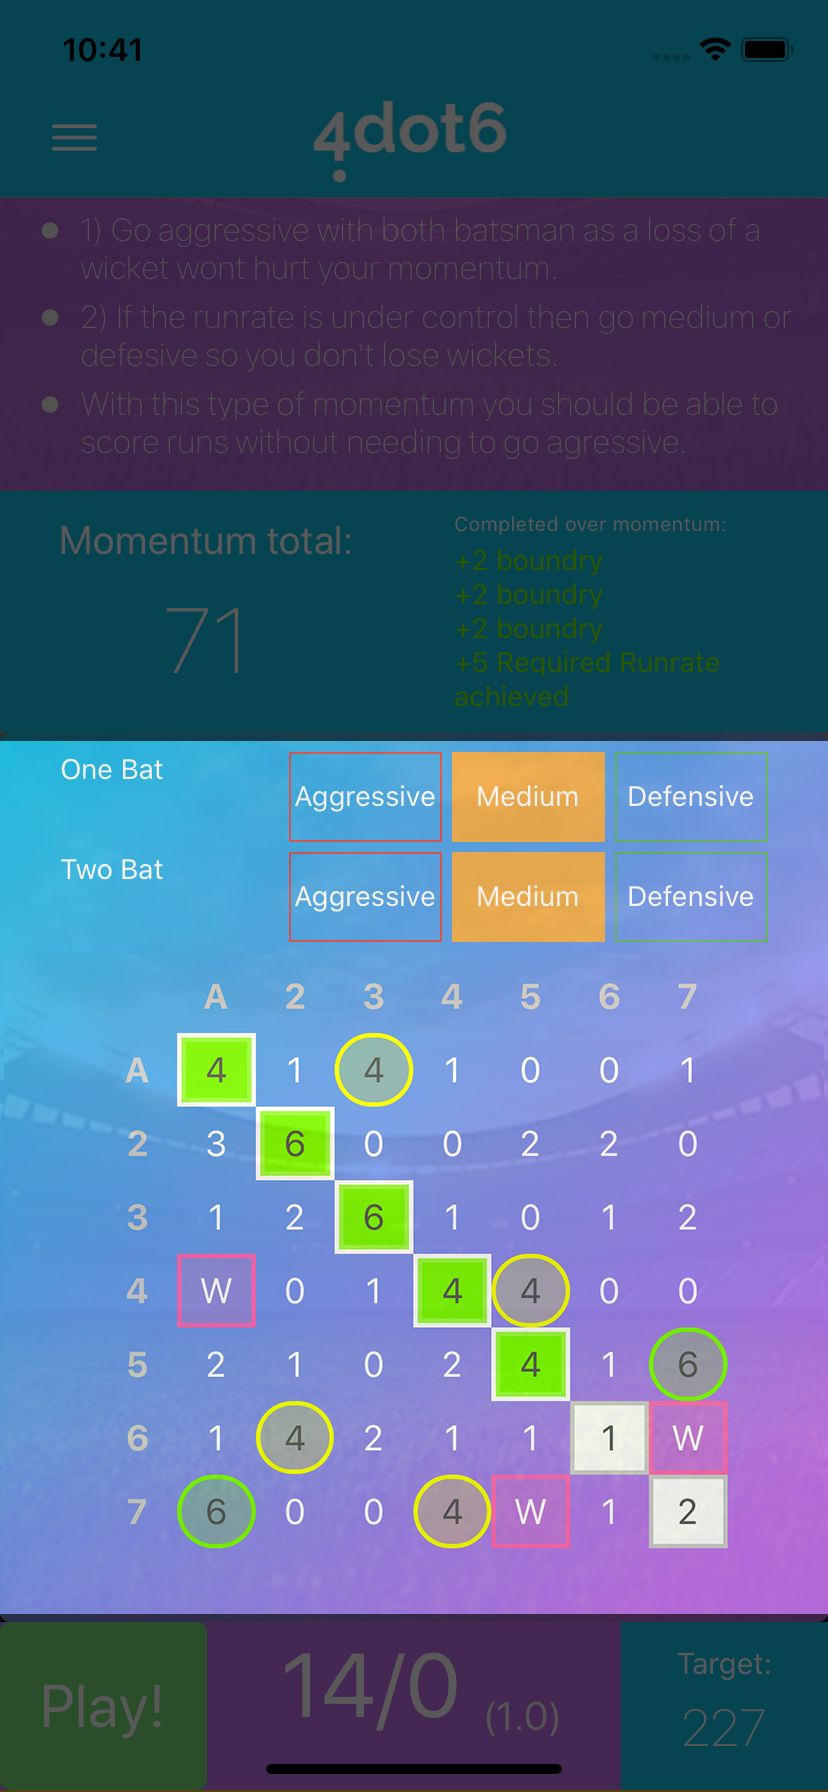 10:41
4dot6
1) Go aggressive with both batsman as a loss of a
wicket wont hurt your momentum.
2) If the runrate is under control then go medium or
defesive so you don't lose wickets.
With this type of momentum you should be able to
score runs without needing to go agressive.
Momentum total:
71
Completed over momentum:
+2 boundry
+2 boundry
+2 boundry
+5 Required Runrate
achieved
One Bat Aggressive Medium Defensive
Two Bat Aggressive Medium Defensive
A 2 3 4 5 6 7
A 4 1 4 1 0 0 1
2 3 6 0 0 2 2 0
3 1 2 6 1 0 1 2
4 W 0 1 4 4 0 0
5 2 1 0 2 4 1 6
6 1 4 2 1 1 1 W
7 6 0 0 4 W 1 2
Play!
14/0 (1.0)
Target:
227